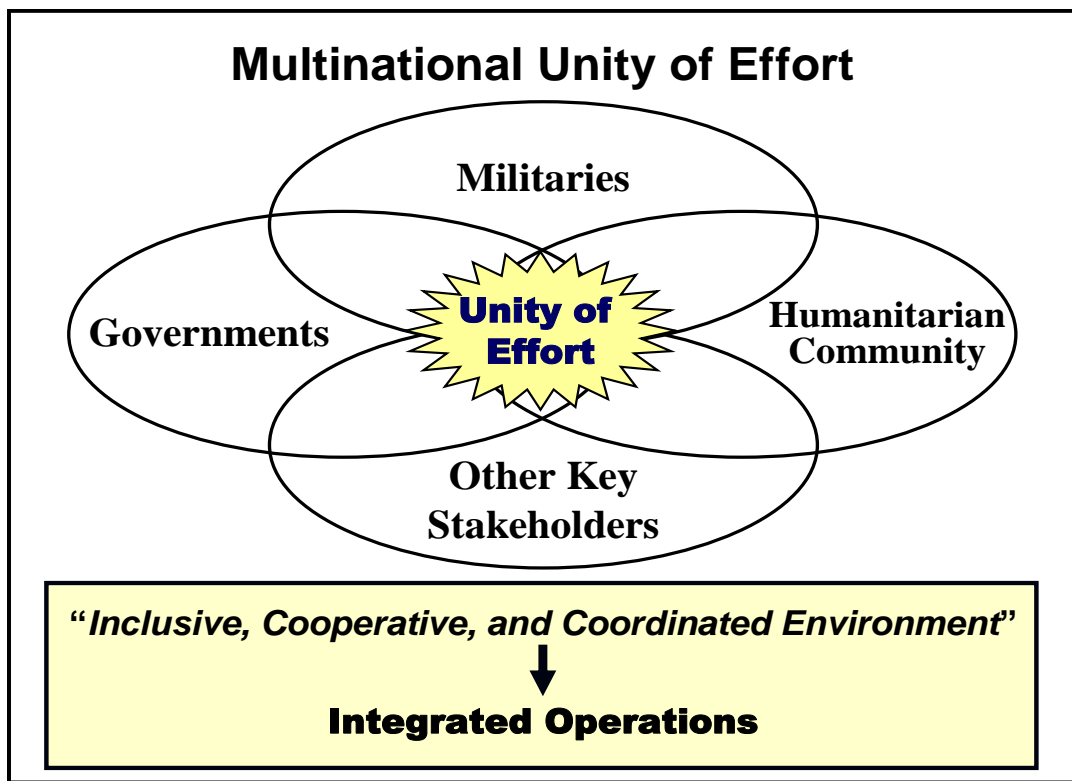 Multinational Unity of Effort
Militaries
Governments
Unity of
Effort
Humanitarian
Community
Other Key
Stakeholders
“Inclusive, Cooperative, and Coordinated Environment”
Integrated Operations